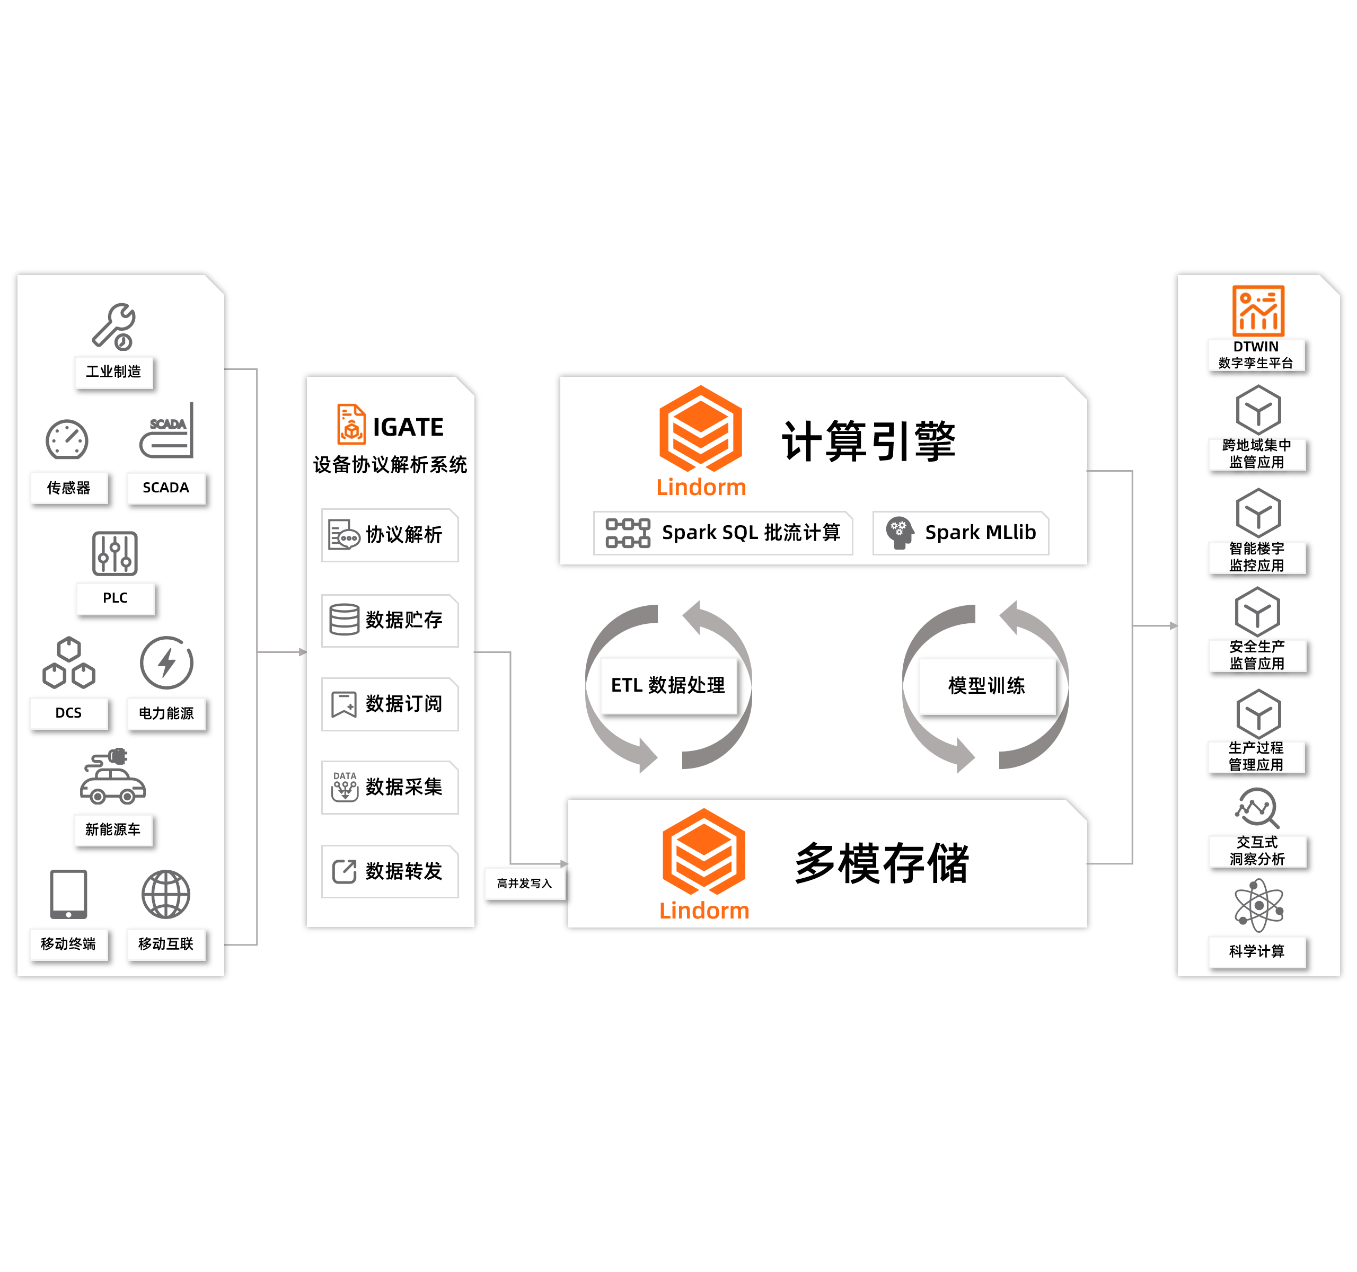 工业制造
传感器
SCADA
SCADA
PLC
DCS
电力能源
新能源车
移动终端
移动互联
IGATE
设备协议解析系统
协议解析
数据贮存
数据订阅
DATA
数据采集
数据转发
高并发写入
Lindorm
计算引擎
Spark SQL 批流计算
Spark MLlib
ETL 数据处理
模型训练
Lindorm
多模存储
DTWIN
数字孪生平台
跨地域集中
监管应用
智能楼宇
监控应用
安全生产
监管应用
生产过程
管理应用
交互式
洞察分析
科学计算